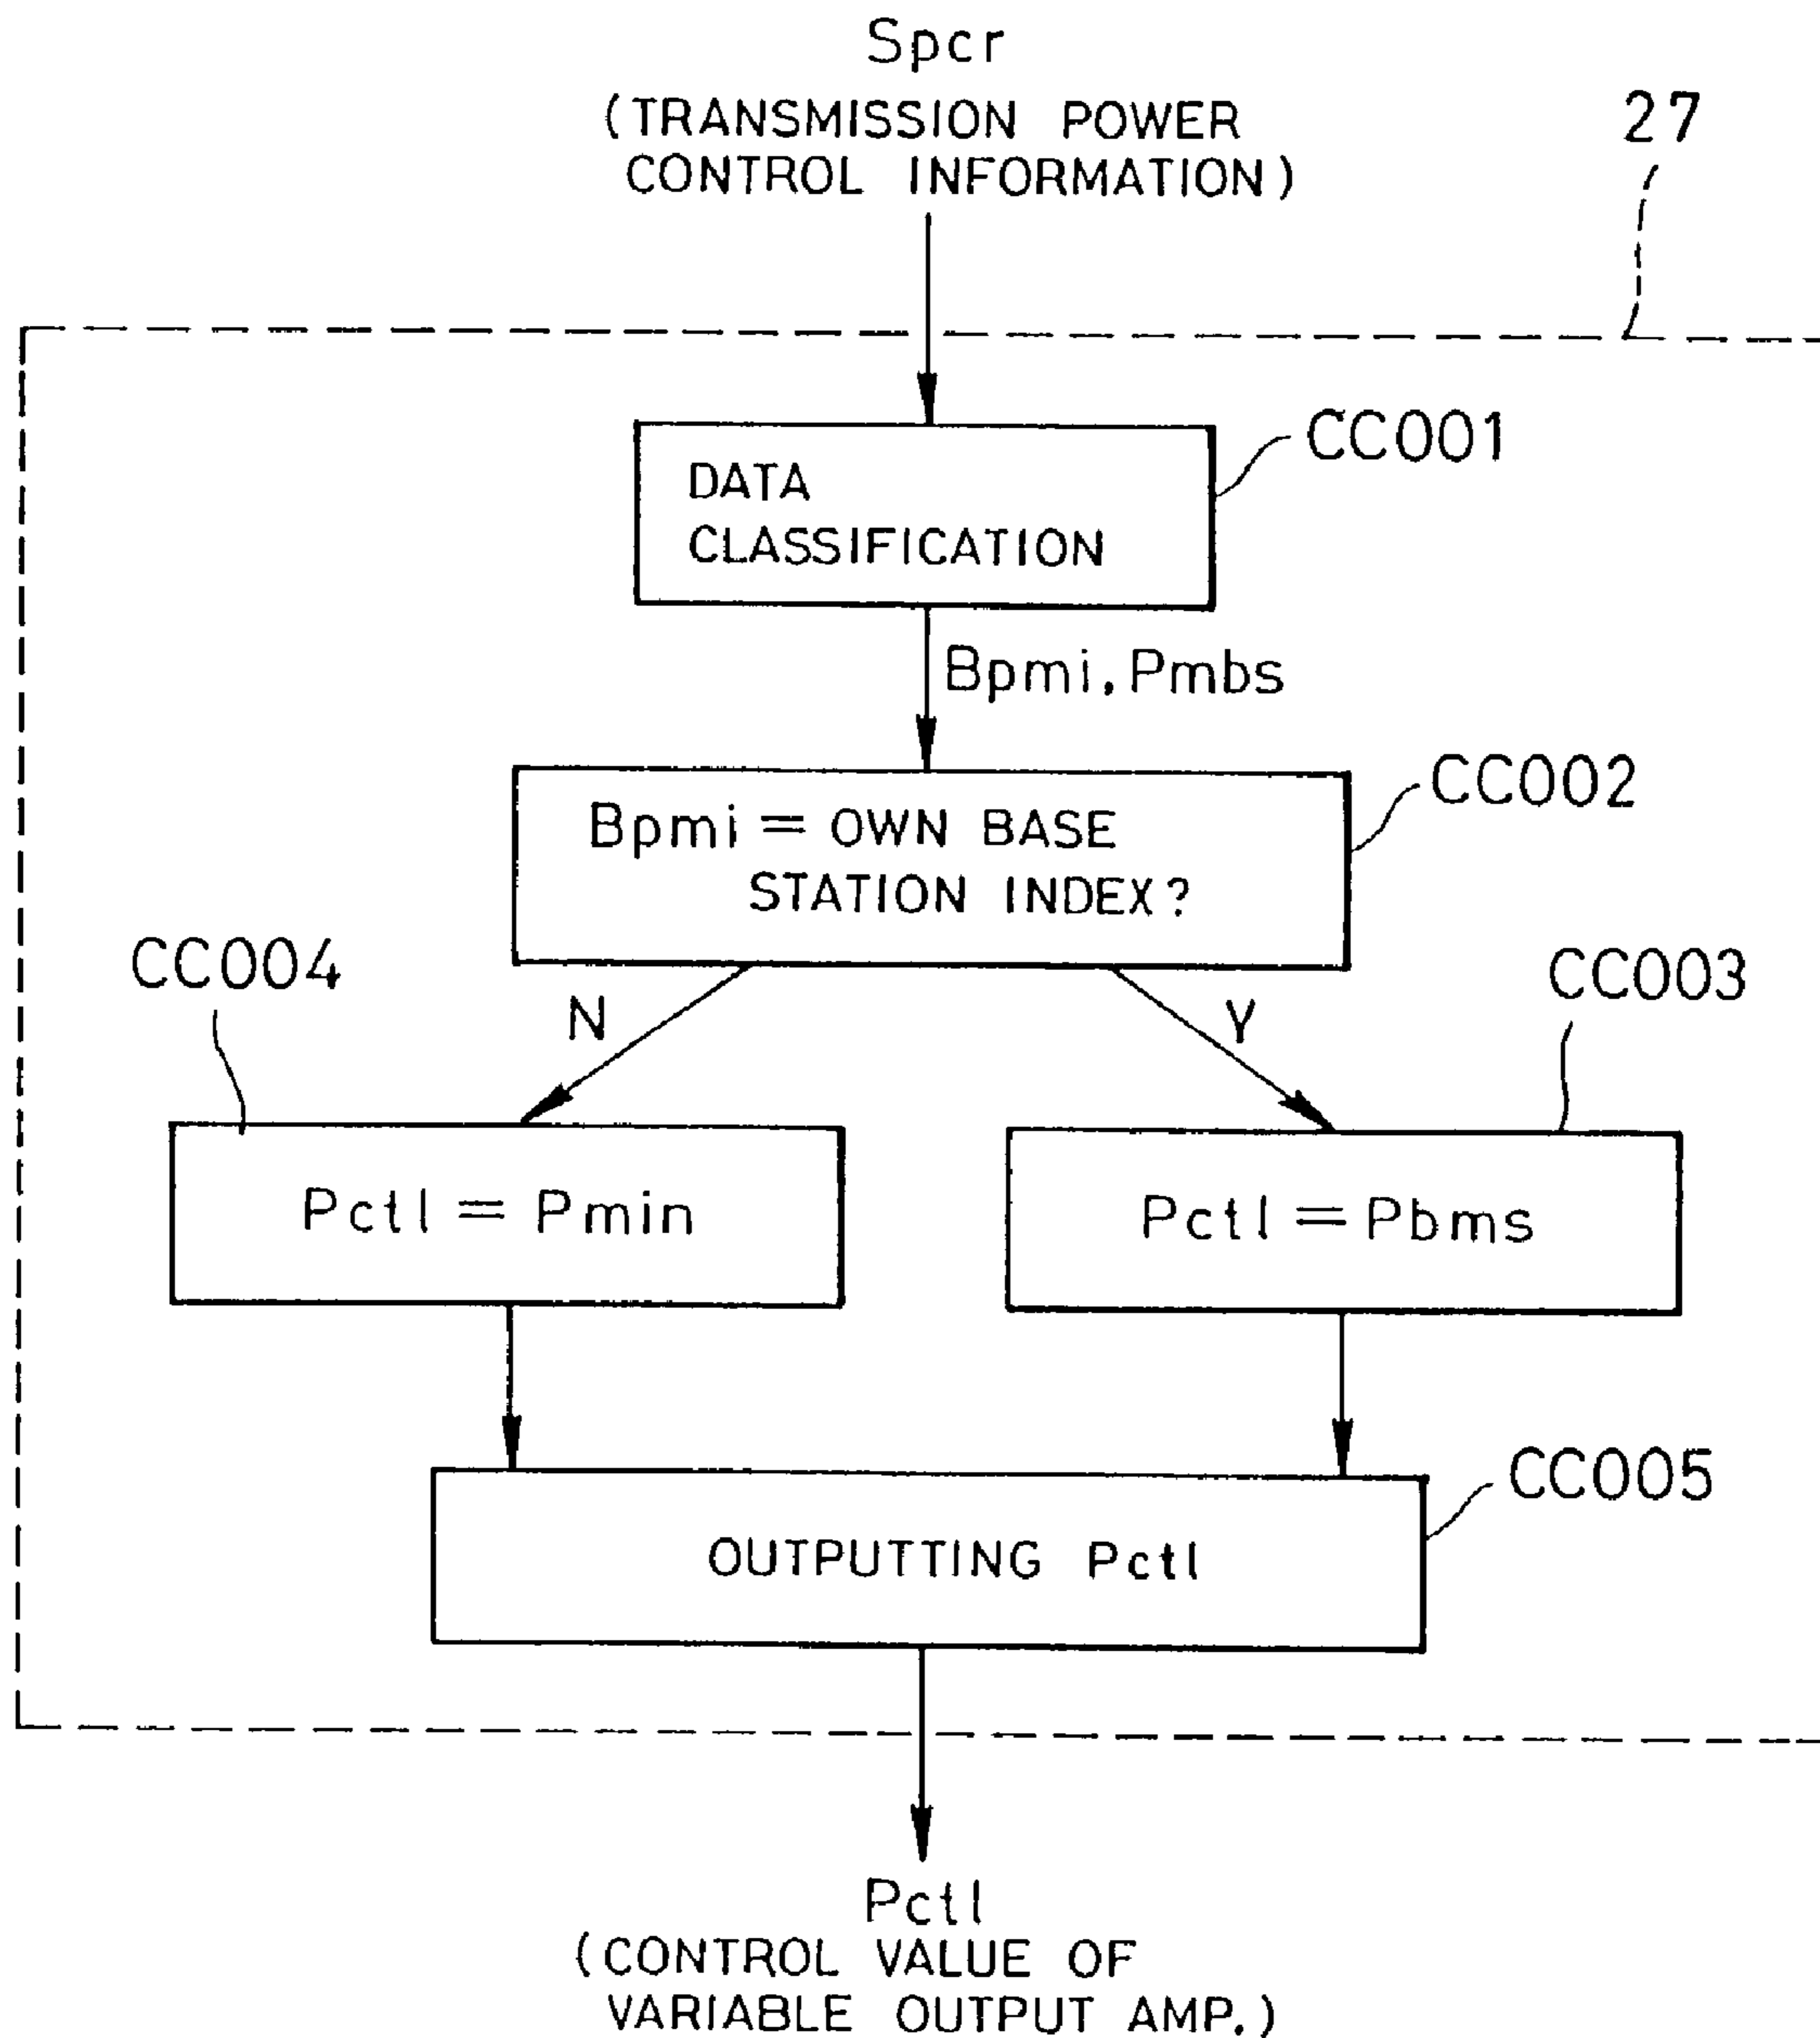 Spcr
(TRANSMISSION POWER
CONTROL INFORMATION)
27
CC001
DATA
CLASSIFICATION
Bpmi, Pmbs
CC002
Bpmi = OWN BASE
STATION INDEX?
CC004
CC003
N
Y
Pctl = Pmin
Pctl = Pbms
CC005
OUTPUTTING Pctl
Pctl
(CONTROL VALUE OF
VARIABLE OUTPUT AMP.)